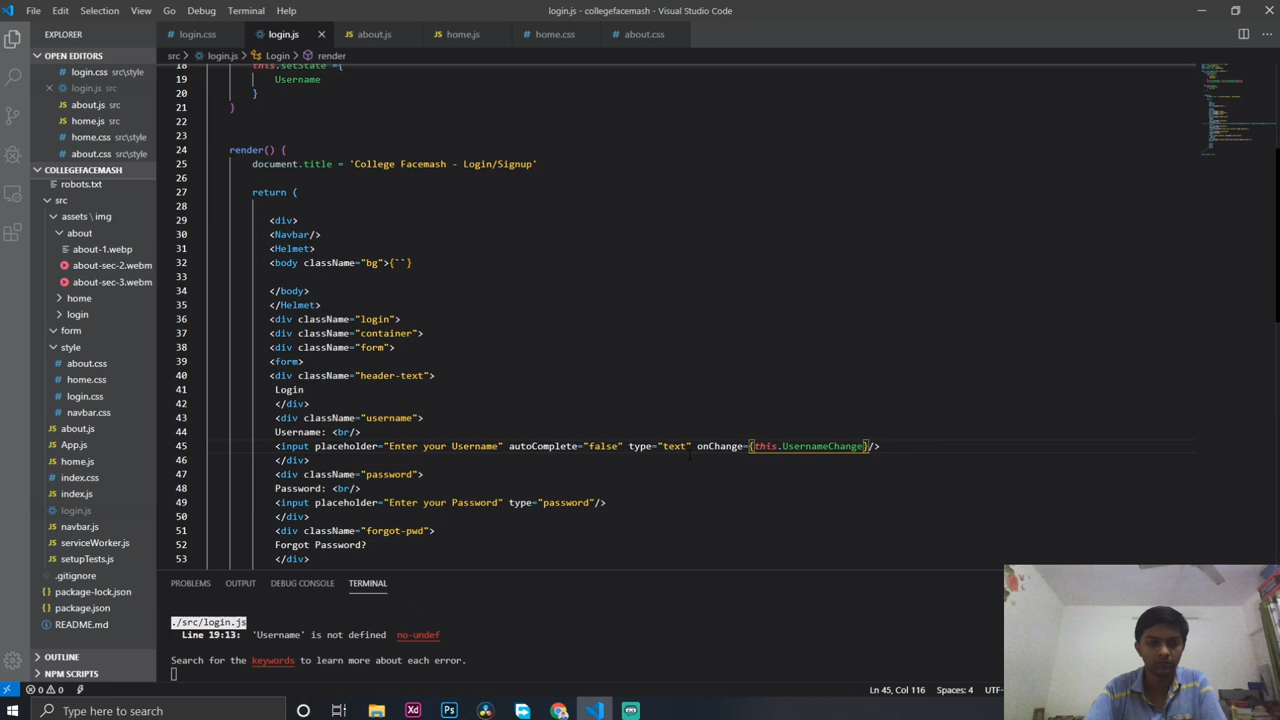 File Edit Selection View Go Debug Terminal Help
login.js - collegefacemash - Visual Studio Code
EXPLORER
login.css
login.js
about.js
home.js
home.css
about.css
OPEN EDITORS
login.css src\style
login.js src
about.js src
home.js src
home.css src\style
about.css src\style
COLLEGEFACEMASH
robots.txt
src
assets \ img
about
about-1.webp
about-sec-2.webm
about-sec-3.webm
home
login
form
style
about.css
home.css
login.css
navbar.css
about.js
App.js
home.js
index.css
index.js
login.js
navbar.js
serviceWorker.js
setupTests.js
.gitignore
package-lock.json
package.json
README.md
OUTLINE
NPM SCRIPTS
src > login.js > Login > render
18 this.setState ={
19 Username
20 }
21 }
22
23
24 render() {
25 document.title = 'College Facemash - Login/Signup'
26
27 return (
28
29 <div>
30 <Navbar/>
31 <Helmet>
32 <body className="bg">{``}
33
34 </body>
35 </Helmet>
36 <div className="login">
37 <div className="container">
38 <div className="form">
39 <form>
40 <div className="header-text">
41 Login
42 </div>
43 <div className="username">
44 Username: <br/>
45 <input placeholder="Enter your Username" autoComplete="false" type="text" onChange={this.UsernameChange}/>
46 </div>
47 <div className="password">
48 Password: <br/>
49 <input placeholder="Enter your Password" type="password"/>
50 </div>
51 <div className="forgot-pwd">
52 Forgot Password?
53 </div>
PROBLEMS OUTPUT DEBUG CONSOLE TERMINAL
./src/login.js
Line 19:13: 'Username' is not defined no-undef
Search for the keywords to learn more about each error.
0 0
Ln 45, Col 116 Spaces: 4 UTF-
Type here to search
Xd
Ps